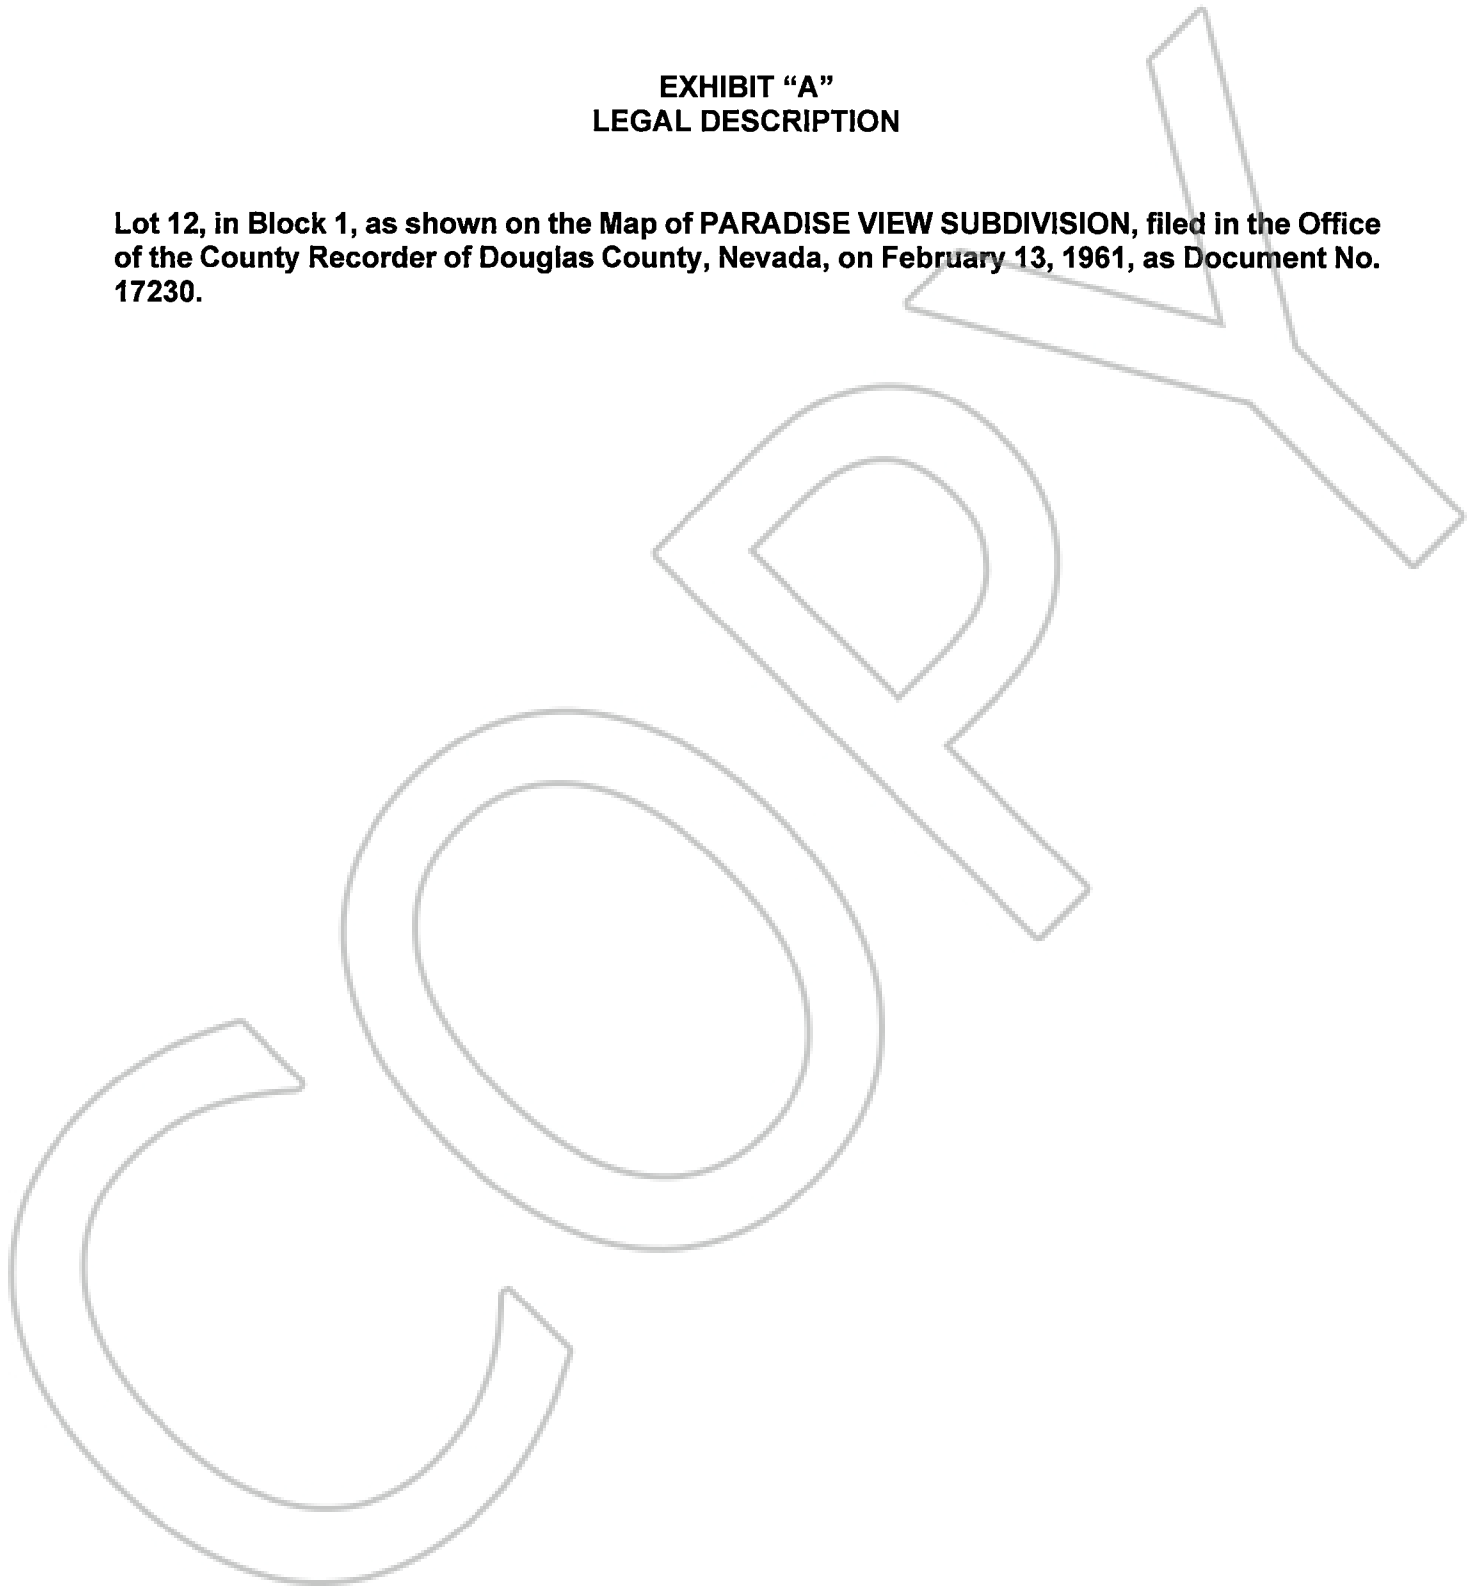 EXHIBIT “A”
LEGAL DESCRIPTION
Lot 12, in Block 1, as shown on the Map of PARADISE VIEW SUBDIVISION, filed in the Office
of the County Recorder of Douglas County, Nevada, on February 13, 1961, as Document No.
17230.
COPY